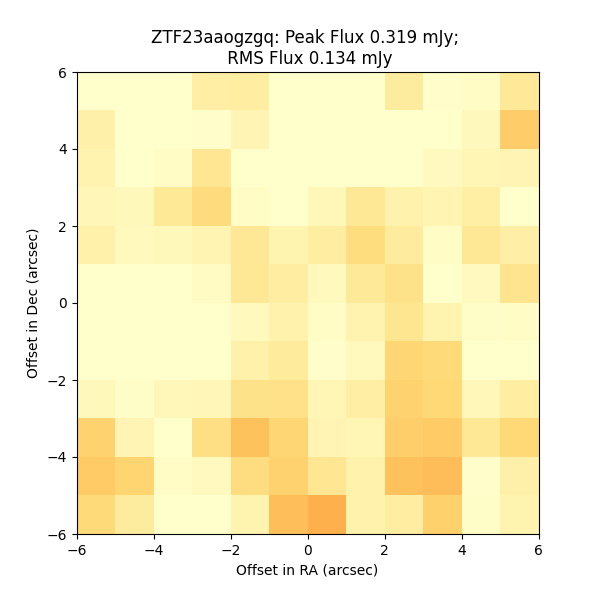 ZTF23aaogzgq: Peak Flux 0.319 mJy;
RMS Flux 0.134 mJy
6
4
2
0
−2
−4
−6
Offset in Dec (arcsec)
−6 −4 −2 0 2 4 6
Offset in RA (arcsec)